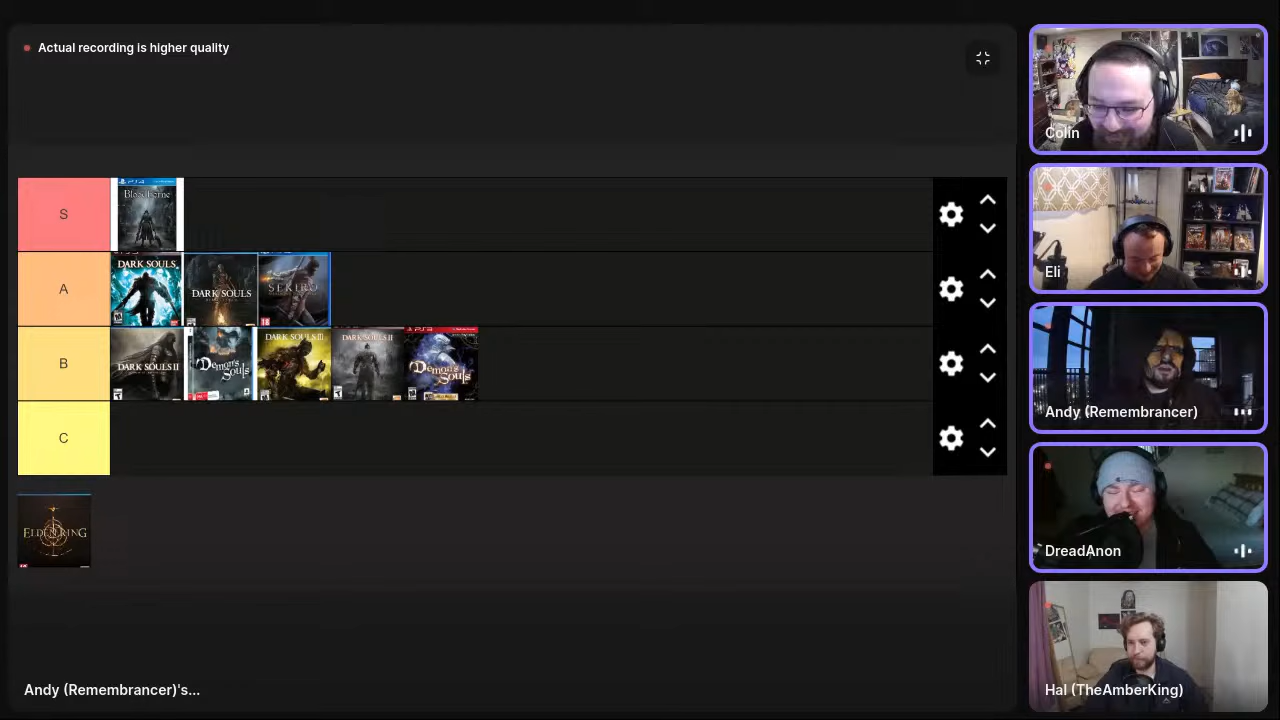 Actual recording is higher quality
S
Bloodborne
A
DARK SOULS
DARK SOULS
SEKIRO
B
DARK SOULS II
Demon's Souls
DARK SOULS III
DARK SOULS II
PS3
Demon's Souls
C
ELDEN RING
Andy (Remembrancer)'s...
Colin
Eli
Andy (Remembrancer)
DreadAnon
Hal (TheAmberKing)